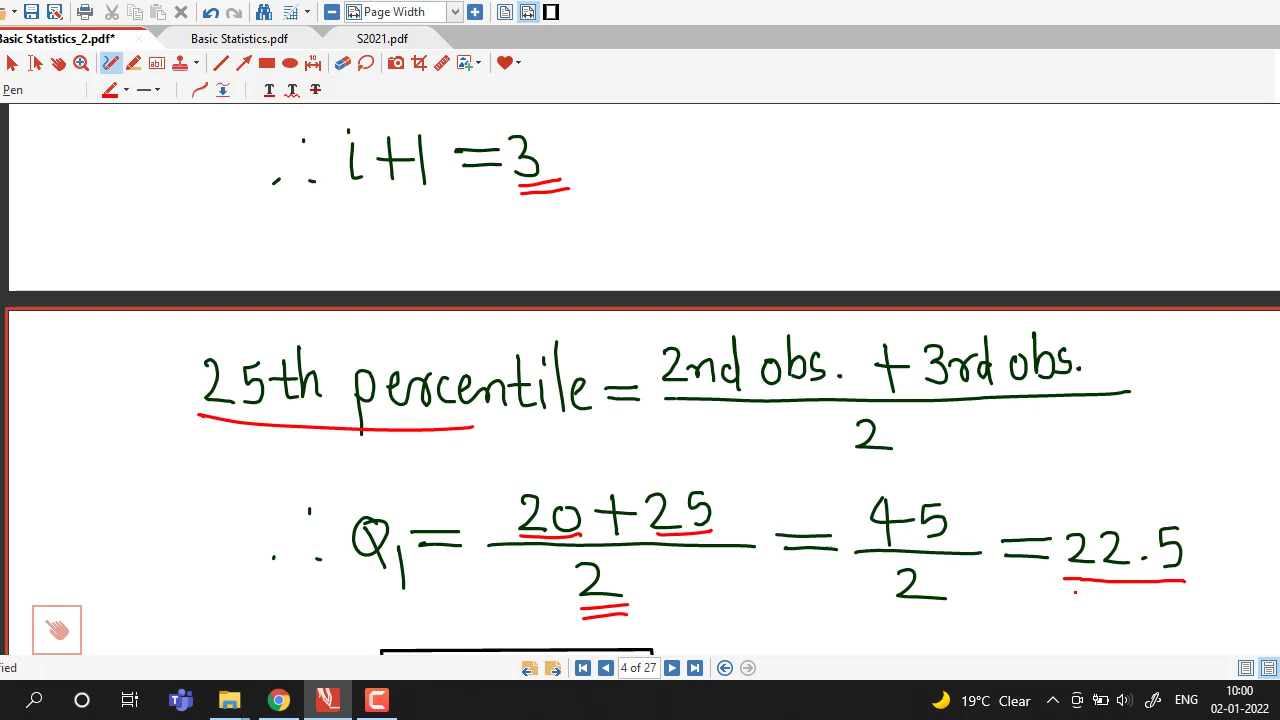 Page Width
Basic Statistics_2.pdf*
Basic Statistics.pdf
S2021.pdf
Pen
∴ i+1 = 3
25th percentile = 2nd obs. + 3rd obs.
2
∴ Q1 = 20+25 = 45 = 22.5
2 2
4 of 27
19°C Clear
ENG
10:00
02-01-2022